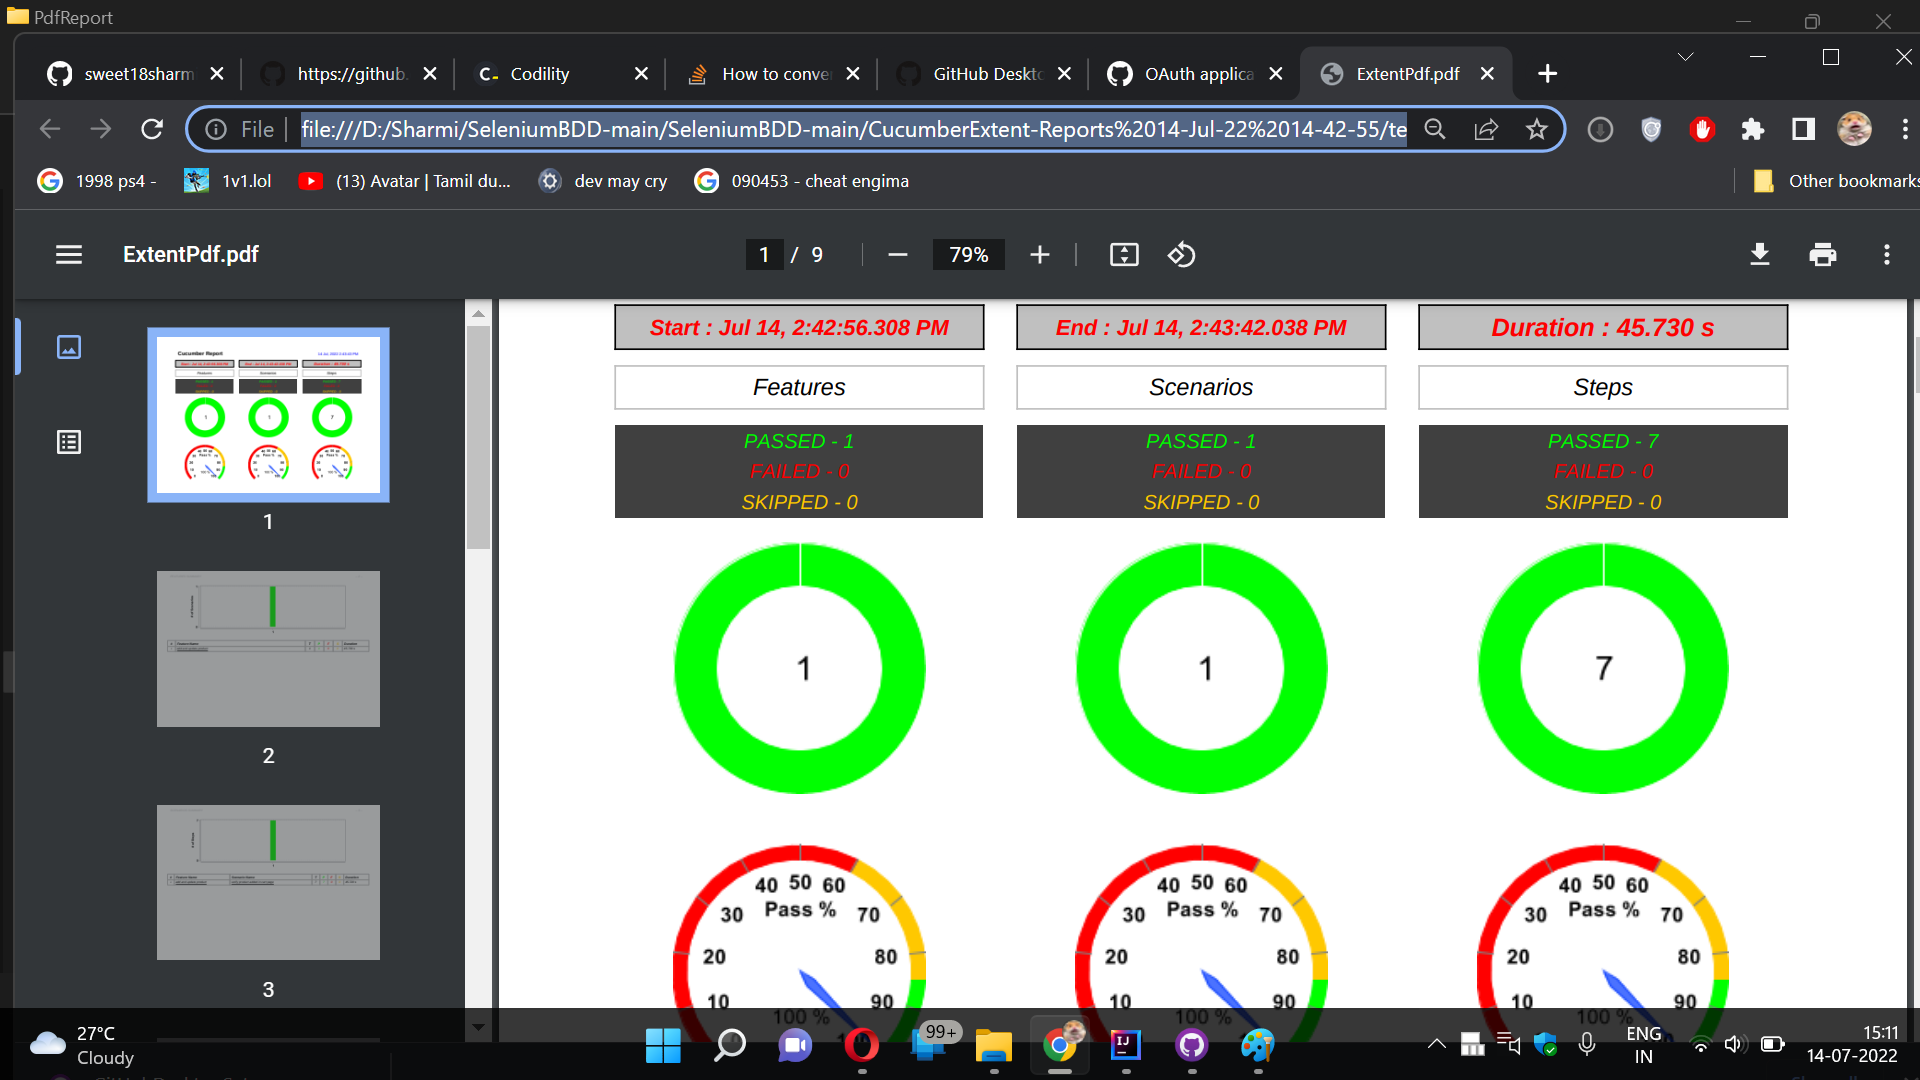 PdfReport
sweet18sharm
https://github.
Codility
How to conve
GitHub Deskto
OAuth applica
ExtentPdf.pdf
File
file:///D:/Sharmi/SeleniumBDD-main/SeleniumBDD-main/CucumberExtent-Reports%2014-Jul-22%2014-42-55/te
1998 ps4 -
1v1.lol
(13) Avatar | Tamil du...
dev may cry
090453 - cheat engima
Other bookmarks
ExtentPdf.pdf
1 / 9
79%
Cucumber Report
1
2
3
Start : Jul 14, 2:42:56.308 PM
End : Jul 14, 2:43:42.038 PM
Duration : 45.730 s
Features
Scenarios
Steps
PASSED - 1
FAILED - 0
SKIPPED - 0
PASSED - 1
FAILED - 0
SKIPPED - 0
PASSED - 7
FAILED - 0
SKIPPED - 0
1
1
7
40 50 60
30 Pass % 70
20 80
10 90
100 %
40 50 60
30 Pass % 70
20 80
10 90
100 %
40 50 60
30 Pass % 70
20 80
10 90
100 %
27°C
Cloudy
99+
ENG
IN
15:11
14-07-2022